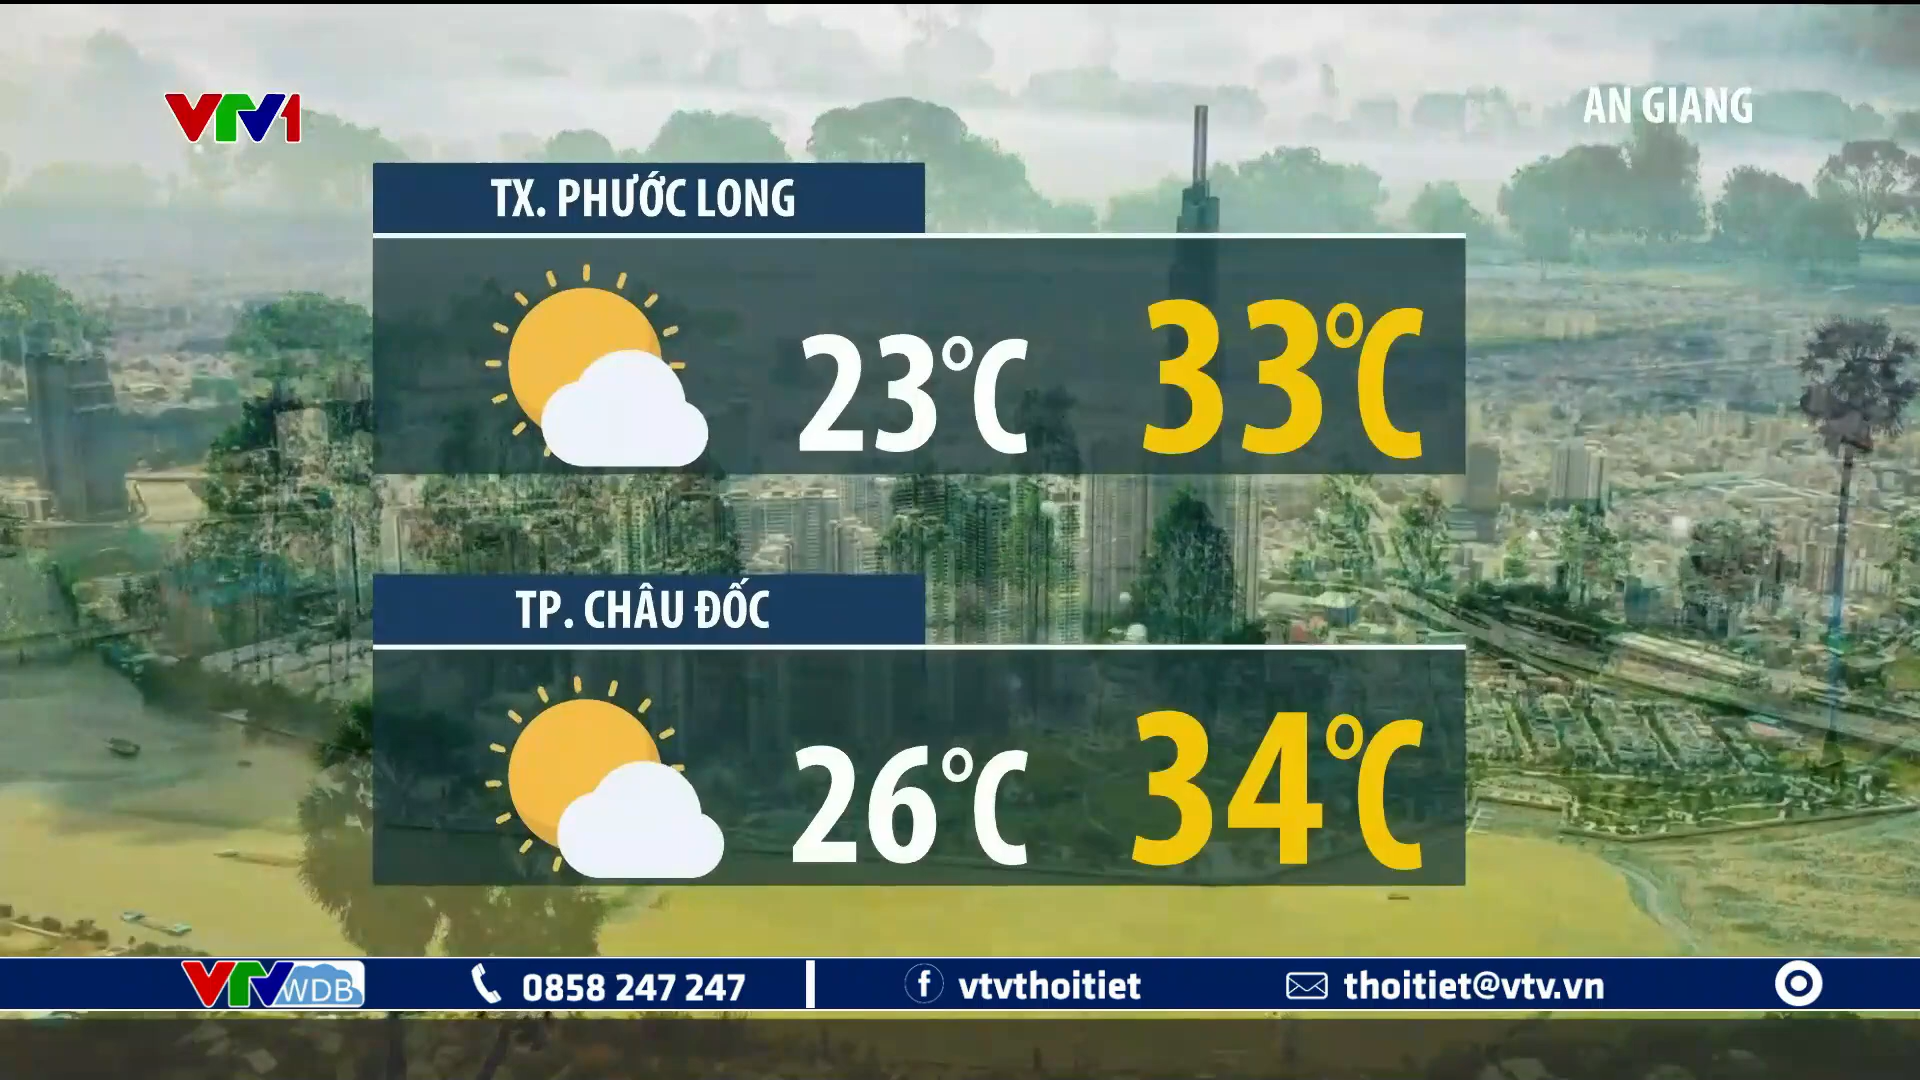 VTV1
AN GIANG
TX. PHƯỚC LONG
23°C 33°C
TP. CHÂU ĐỐC
26°C 34°C
VTV WDB 0858 247 247 vtvthoitiet thoitiet@vtv.vn